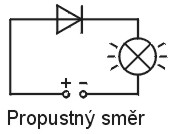 + -
Propustný směr